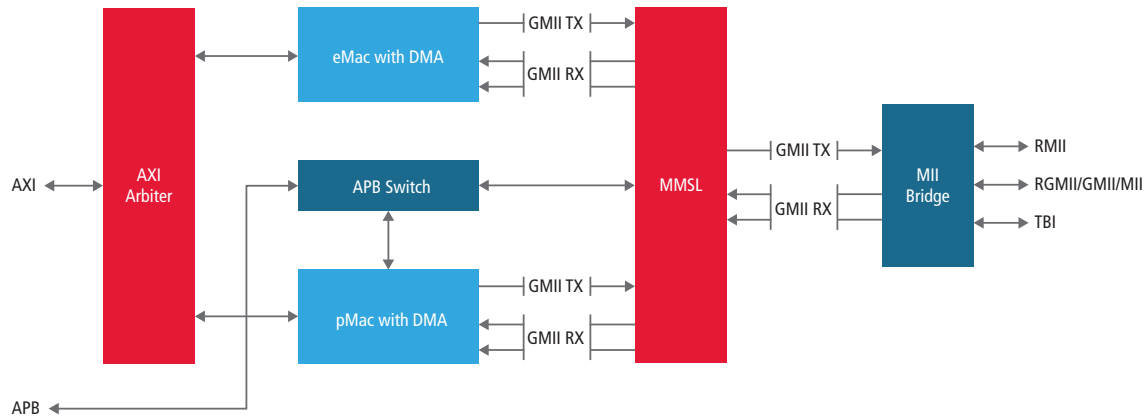 GMII TX
eMac with DMA
GMII RX
AXI
AXI
Arbiter
APB Switch
MMSL
GMII TX
GMII RX
MII
Bridge
RMII
RGMII/GMII/MII
TBI
GMII TX
pMac with DMA
GMII RX
APB